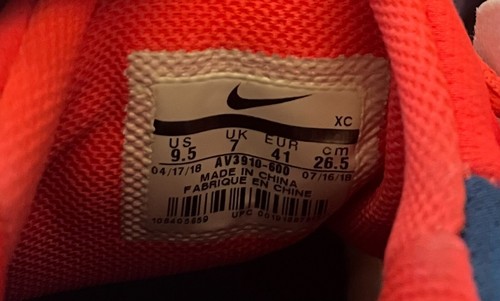 XC
US UK EUR cm
9.5 7 41 26.5
04/17/18 AV3910-600 07/16/18
MADE IN CHINA
FABRIQUE EN CHINE
UPC